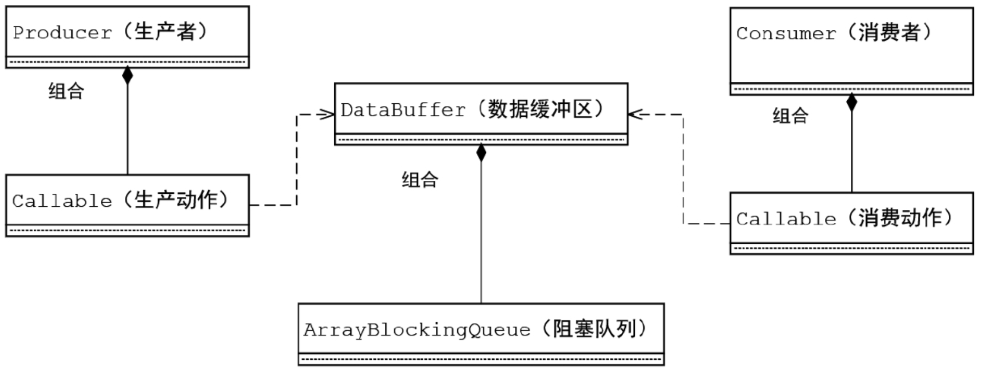 Producer（生产者）
Consumer（消费者）
组合
DataBuffer（数据缓冲区）
组合
组合
Callable（生产动作）
Callable（消费动作）
ArrayBlockingQueue（阻塞队列）